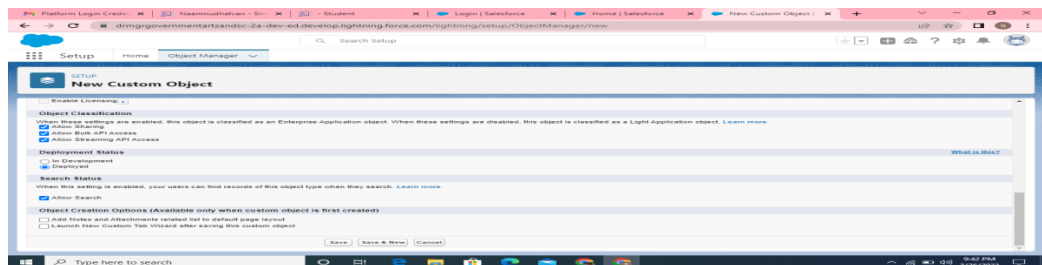 Platform Login Creden
Naanmudhalvan - Sm
- Student
Login | Salesforce
Home | Salesforce
New Custom Object |
drmgrgovernmentartsandsc-2a-dev-ed.develop.lightning.force.com/lightning/setup/ObjectManager/new
Search Setup
Setup
Home
Object Manager
SETUP
New Custom Object
Enable Licensing
Object Classification
When these settings are enabled, this object is classified as an Enterprise Application object. When these settings are disabled, this object is classified as a Light Application object. Learn more.
Allow Sharing
Allow Bulk API Access
Allow Streaming API Access
Deployment Status
What is this?
In Development
Deployed
Search Status
When this setting is enabled, your users can find records of this object type when they search. Learn more.
Allow Search
Object Creation Options (Available only when custom object is first created)
Add Notes and Attachments related list to default page layout
Launch New Custom Tab Wizard after saving this custom object
Save
Save & New
Cancel
Type here to search
9:42 PM